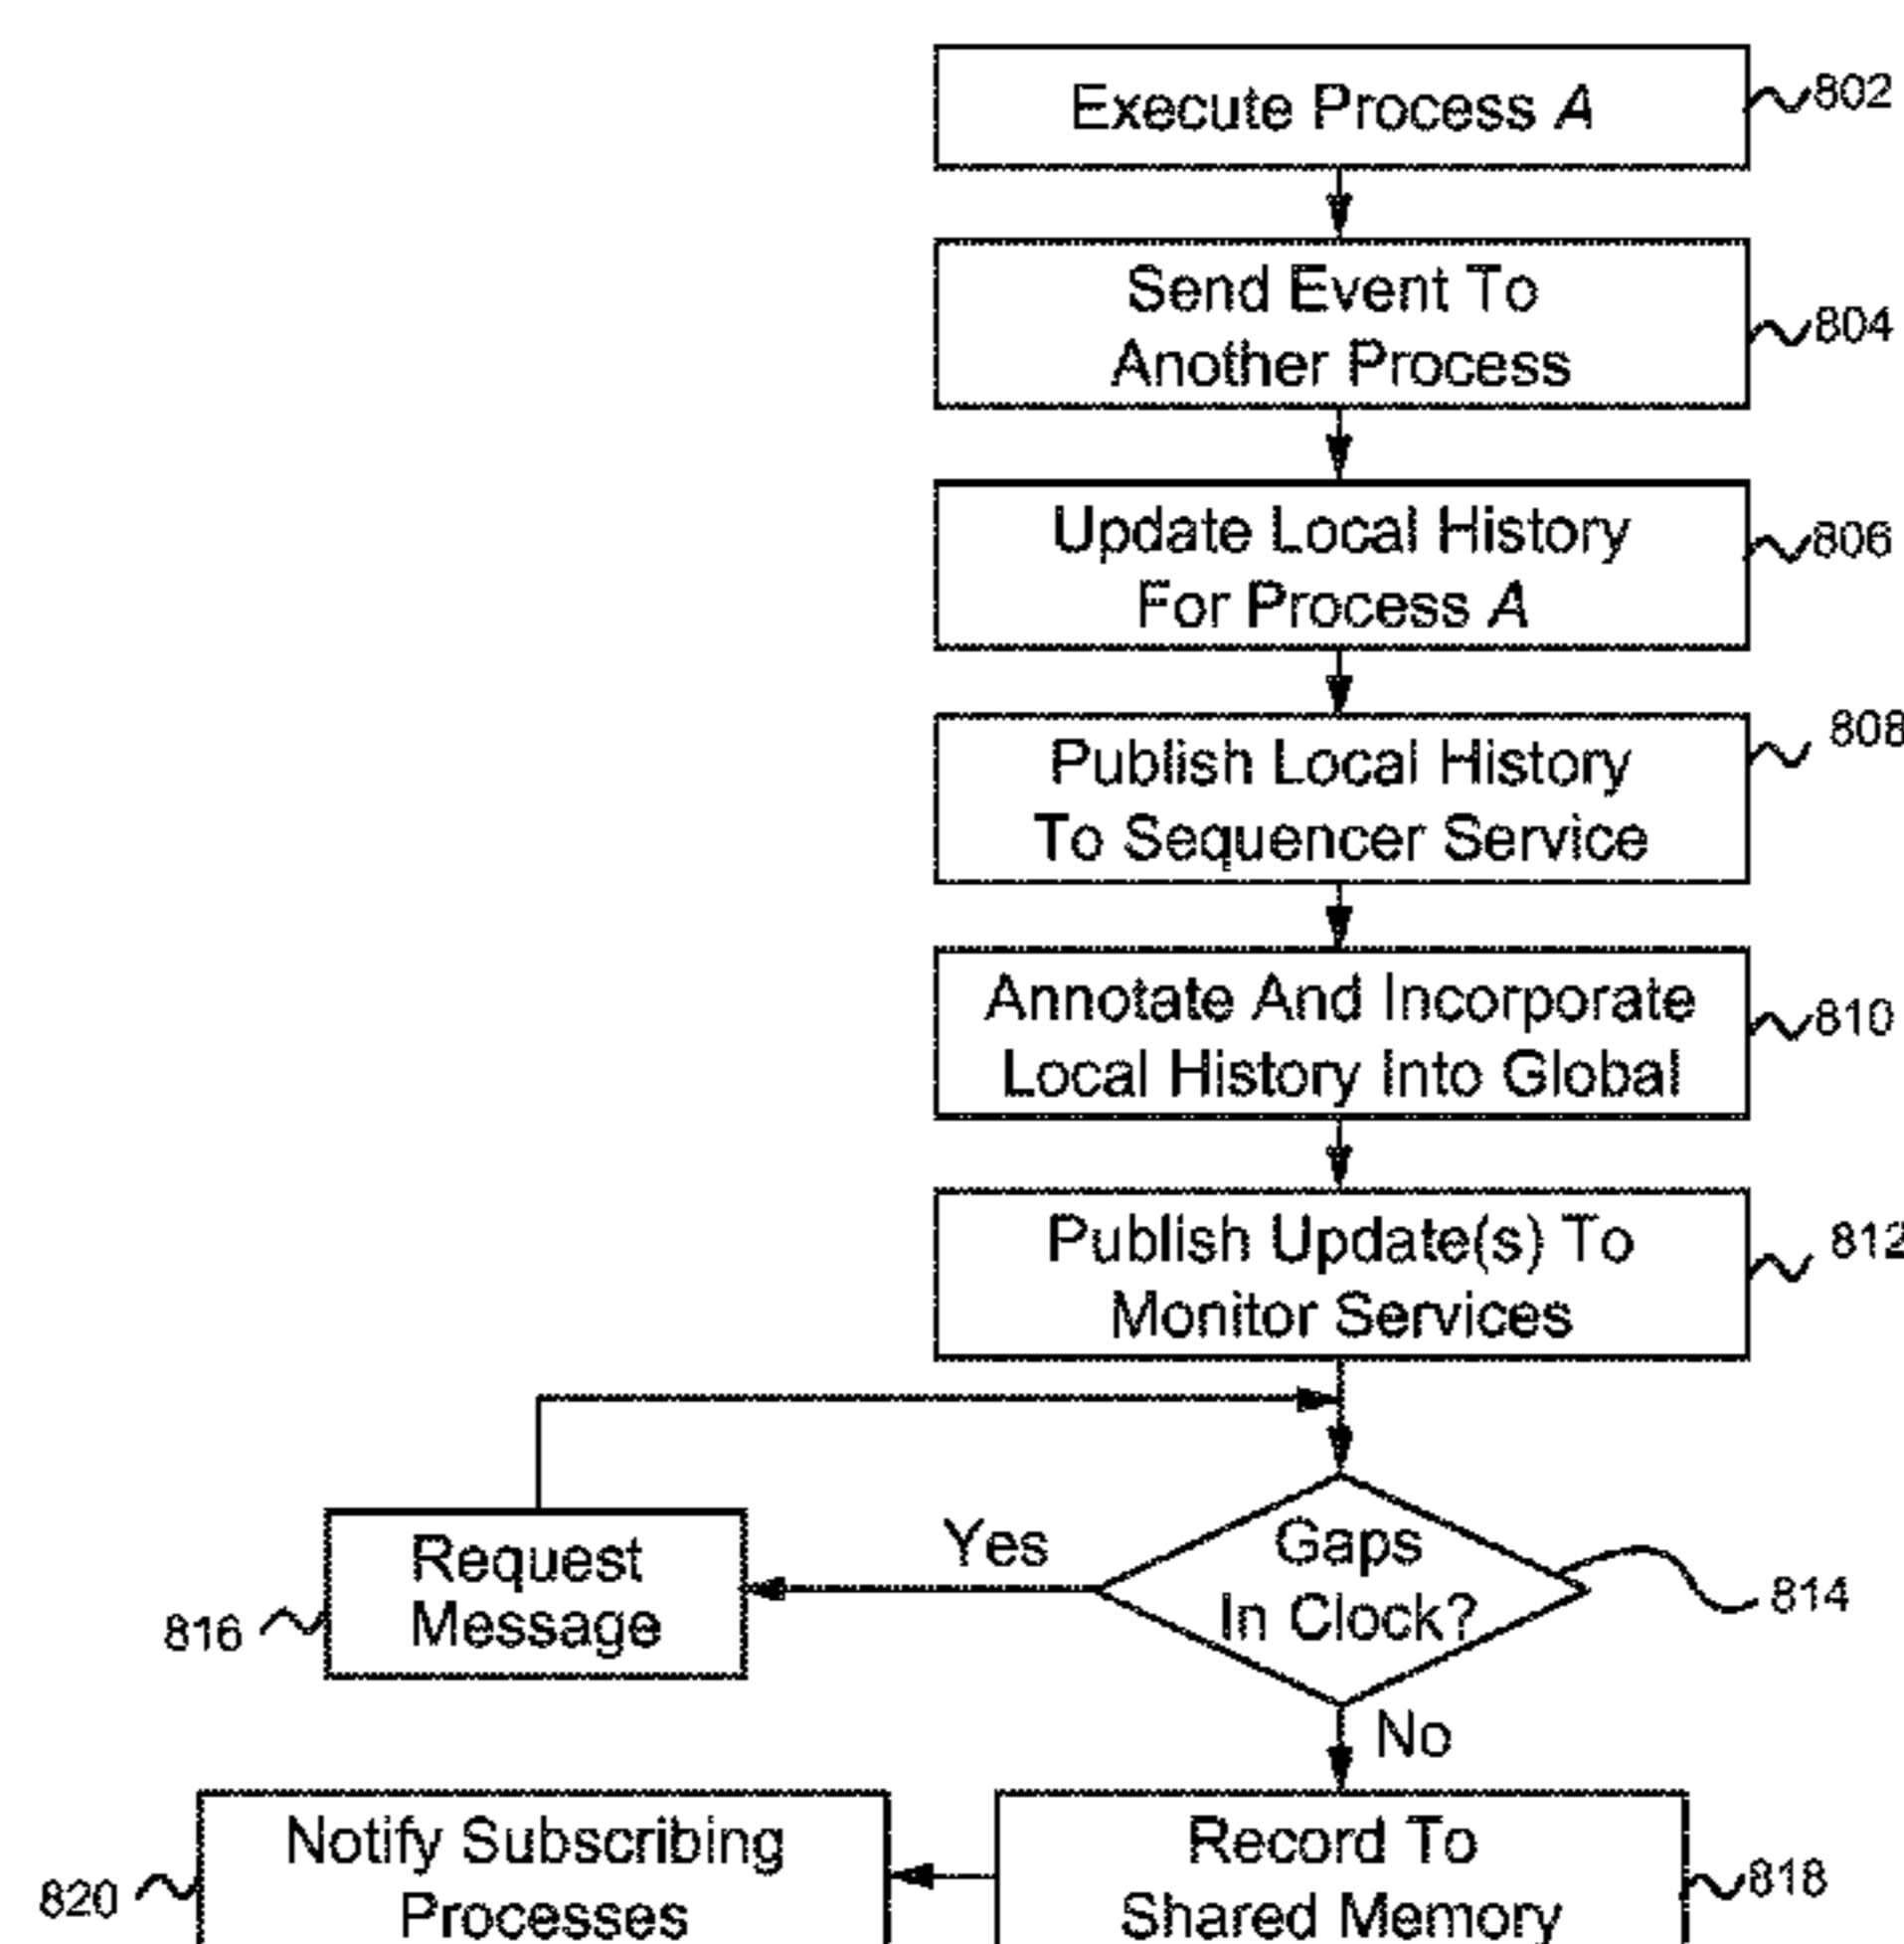 Execute Process A
802
Send Event To
Another Process
804
Update Local History
For Process A
806
Publish Local History
To Sequencer Service
808
Annotate And Incorporate
Local History Into Global
810
Publish Update(s) To
Monitor Services
812
Gaps
In Clock?
814
Yes
Request
Message
816
No
Record To
Shared Memory
818
Notify Subscribing
Processes
820